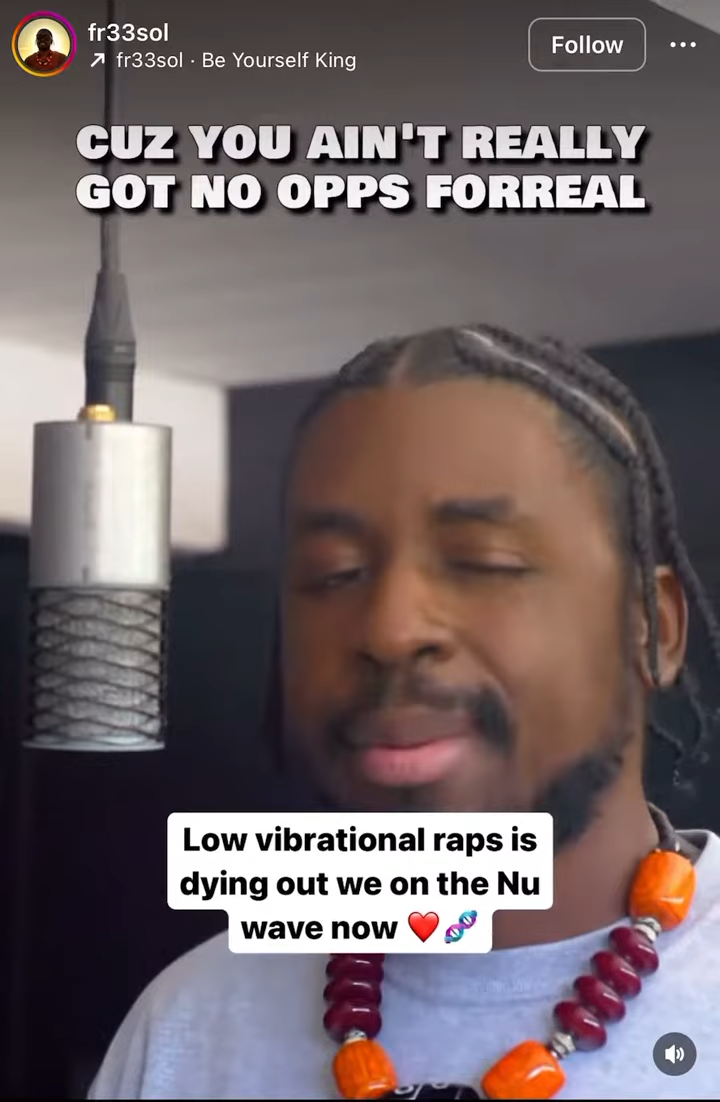 fr33sol
fr33sol · Be Yourself King
Follow
CUZ YOU AIN'T REALLY
GOT NO OPPS FORREAL
Low vibrational raps is
dying out we on the Nu
wave now ❤️🧬